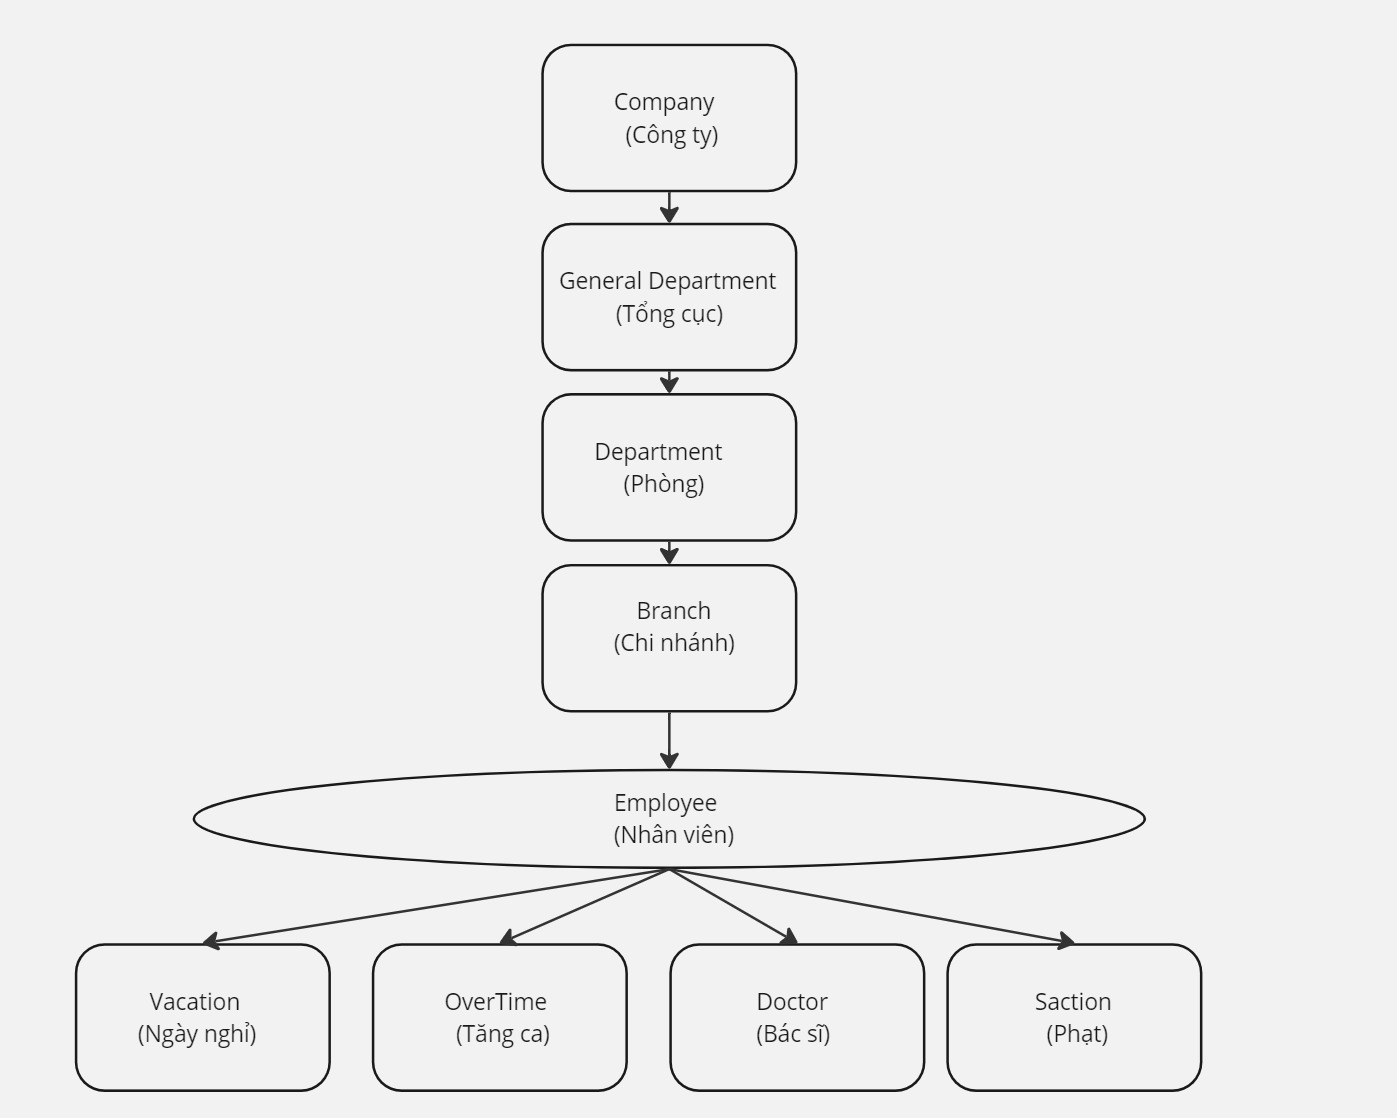 Company
(Công ty)
General Department
(Tổng cục)
Department
(Phòng)
Branch
(Chi nhánh)
Employee
(Nhân viên)
Vacation
(Ngày nghỉ)
OverTime
(Tăng ca)
Doctor
(Bác sĩ)
Saction
(Phạt)